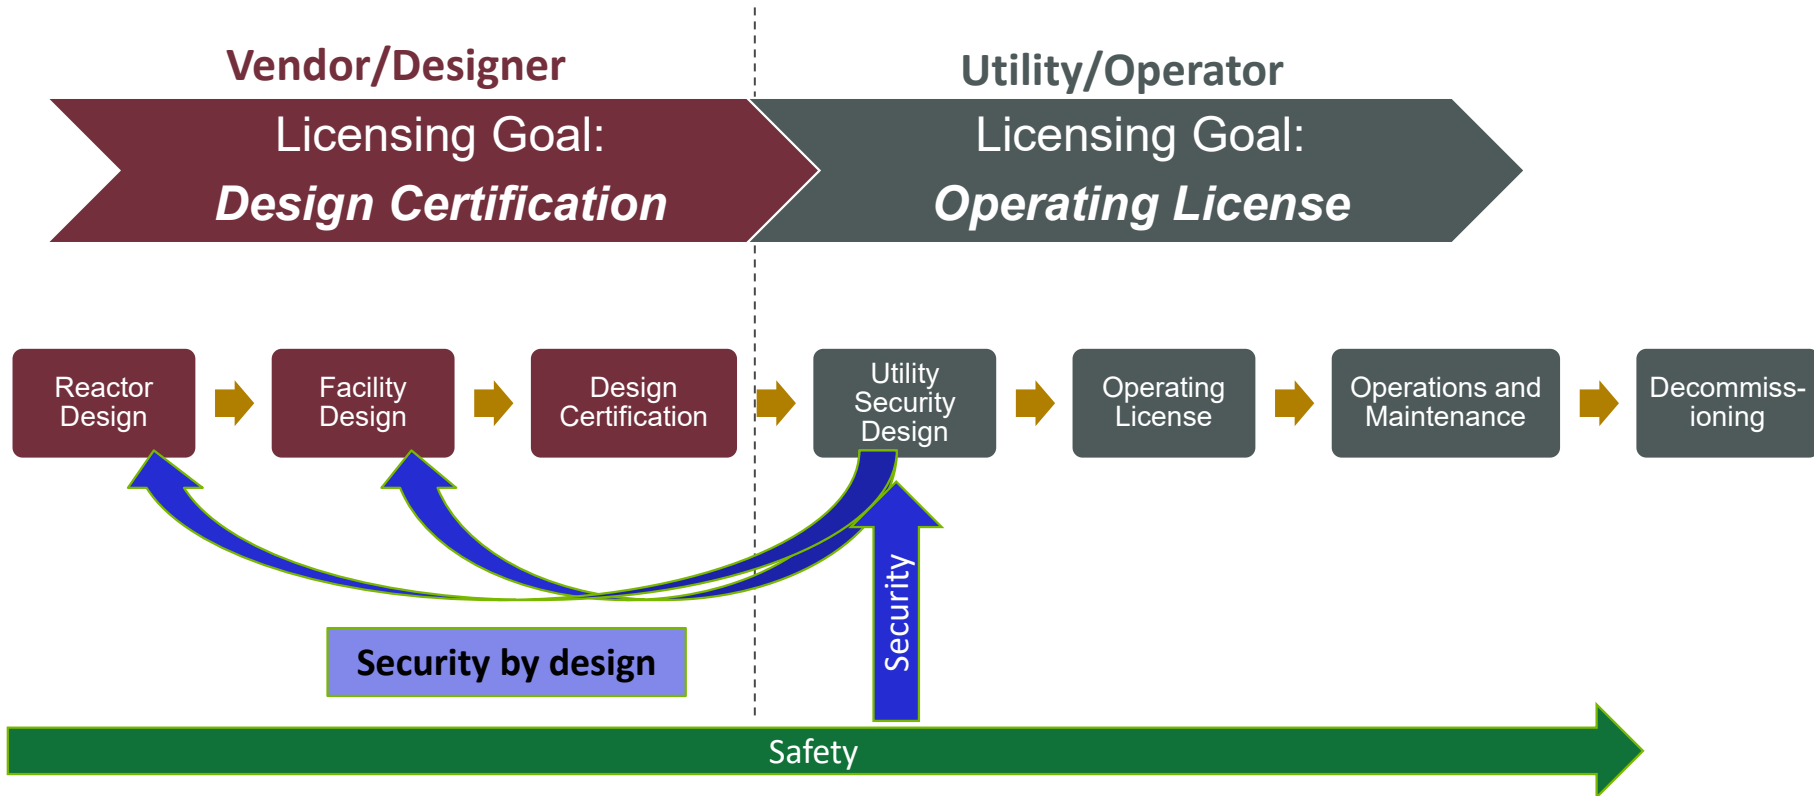 Vendor/Designer
Utility/Operator
Licensing Goal:
Design Certification
Licensing Goal:
Operating License
Reactor
Design
Facility
Design
Design
Certification
Utility
Security
Design
Operating
License
Operations and
Maintenance
Decommiss-
ioning
Security
Security by design
Safety